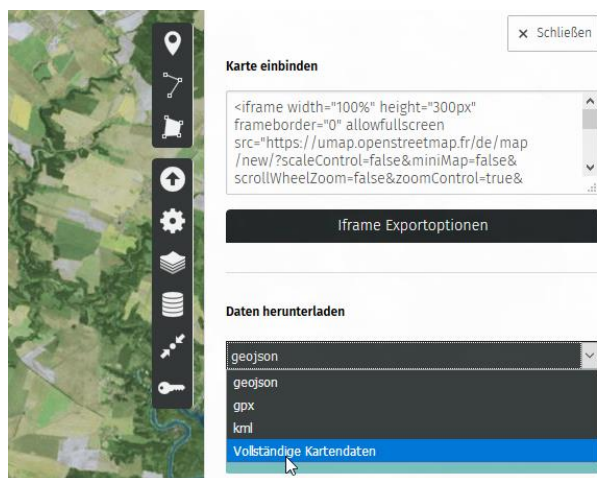 × Schließen
Karte einbinden
<iframe width="100%" height="300px"
frameborder="0" allowfullscreen
src="https://umap.openstreetmap.fr/de/map
/new/?scaleControl=false&miniMap=false&
scrollWheelZoom=false&zoomControl=true&
Iframe Exportoptionen
Daten herunterladen
geojson
geojson
gpx
kml
Vollständige Kartendaten